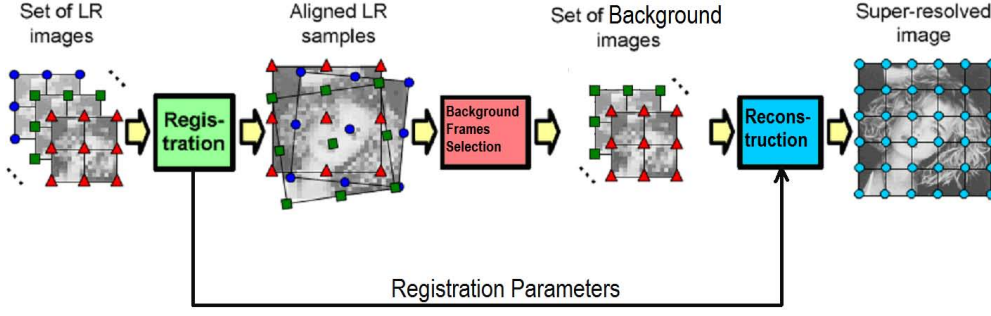 Set of LR
images
Aligned LR
samples
Set of Background
images
Super-resolved
image
Regis-
tration
Background
Frames
Selection
Recons-
truction
Registration Parameters